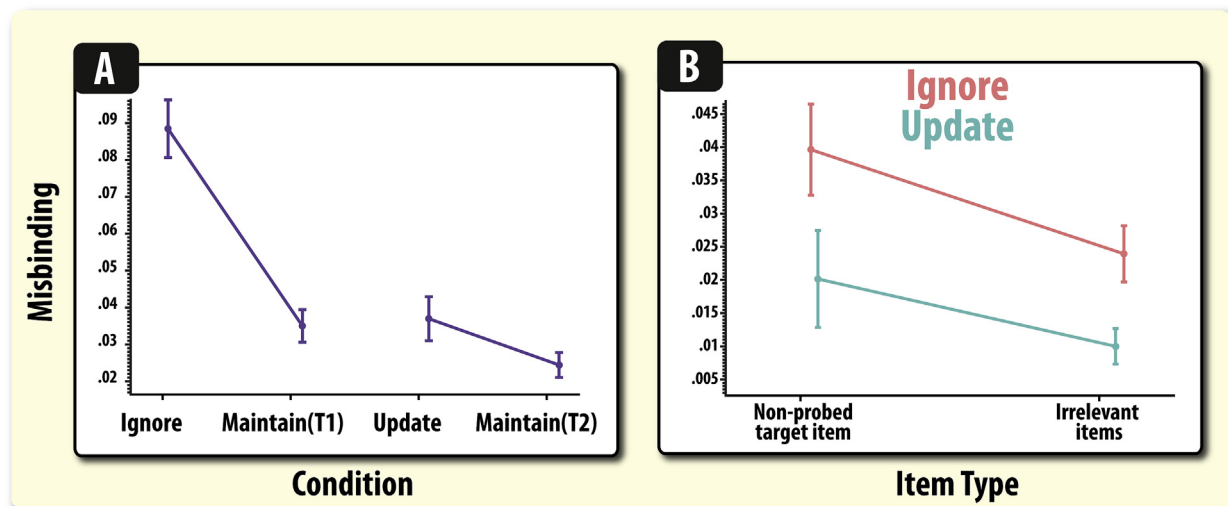 A
Misbinding
.09
.08
.07
.06
.05
.04
.03
.02
Ignore Maintain(T1) Update Maintain(T2)
Condition
B
Ignore
Update
.045
.04
.035
.03
.025
.02
.015
.01
.005
Non-probed
target item
Irrelevant
items
Item Type